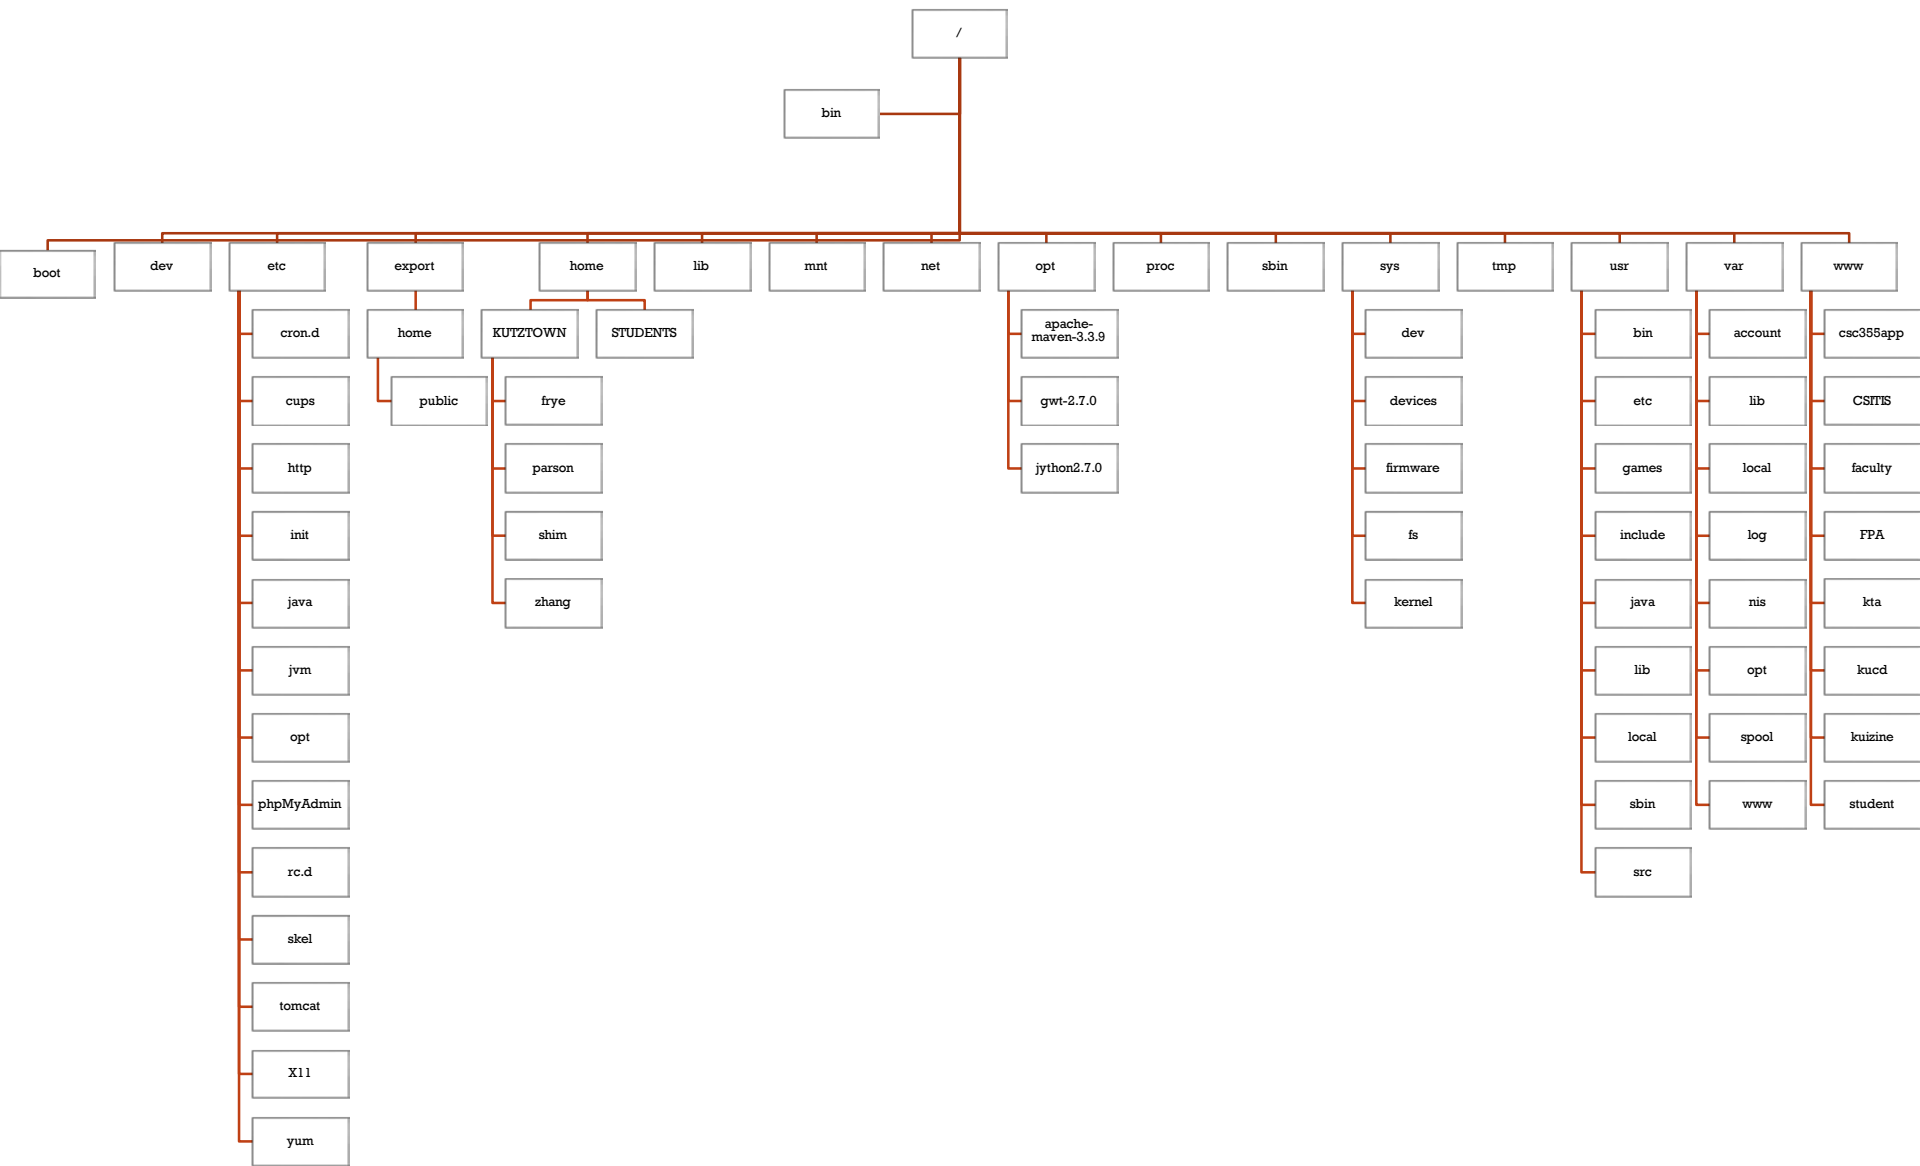 /
bin
boot
dev
etc
export
home
lib
mnt
net
opt
proc
sbin
sys
tmp
usr
var
www
cron.d
cups
http
init
java
jvm
opt
phpMyAdmin
rc.d
skel
tomcat
X11
yum
home
public
KUTZTOWN
STUDENTS
frye
parson
shim
zhang
apache-
maven-3.3.9
gwt-2.7.0
jython2.7.0
dev
devices
firmware
fs
kernel
bin
etc
games
include
java
lib
local
sbin
src
account
lib
local
log
nis
opt
spool
www
csc355app
CSITIS
faculty
FPA
kta
kucd
kuizine
student